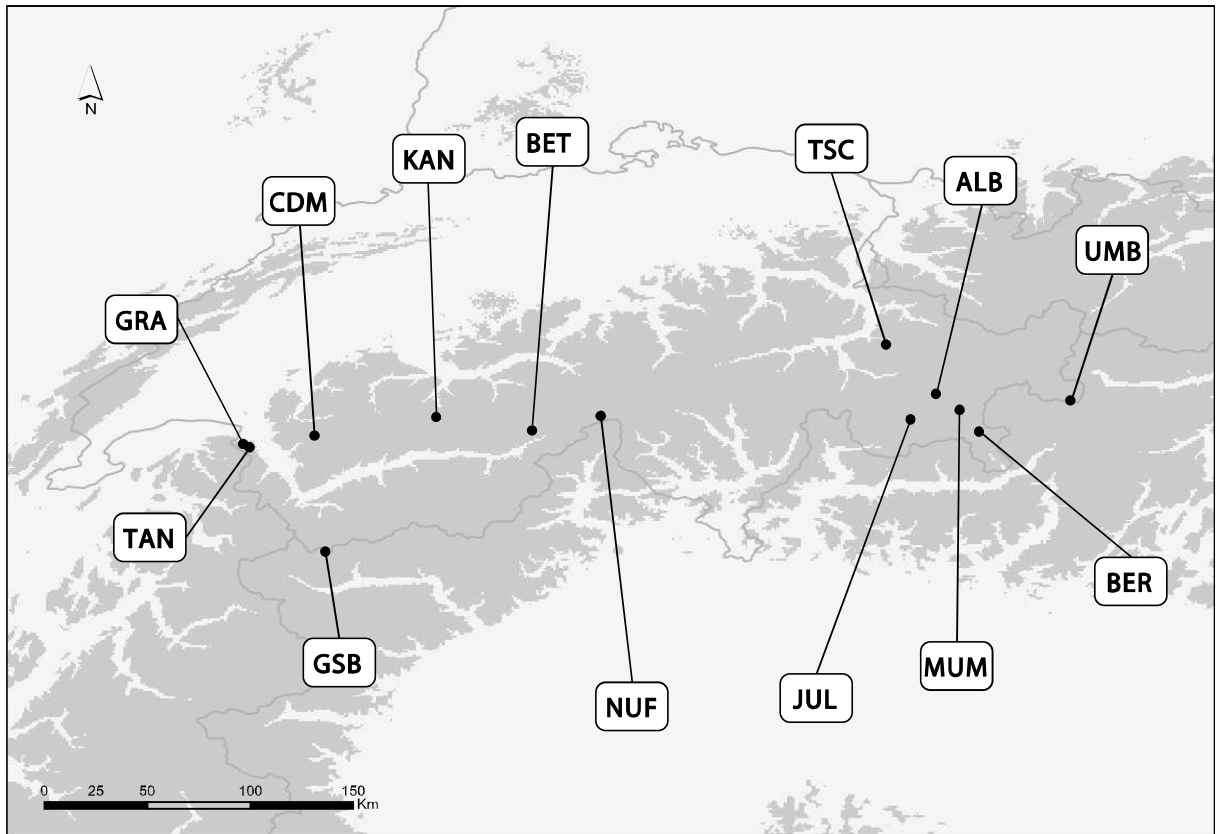 N
KAN
BET
TSC
ALB
CDM
UMB
GRA
TAN
BER
GSB
MUM
NUF
JUL
0 25 50 100 150
Km